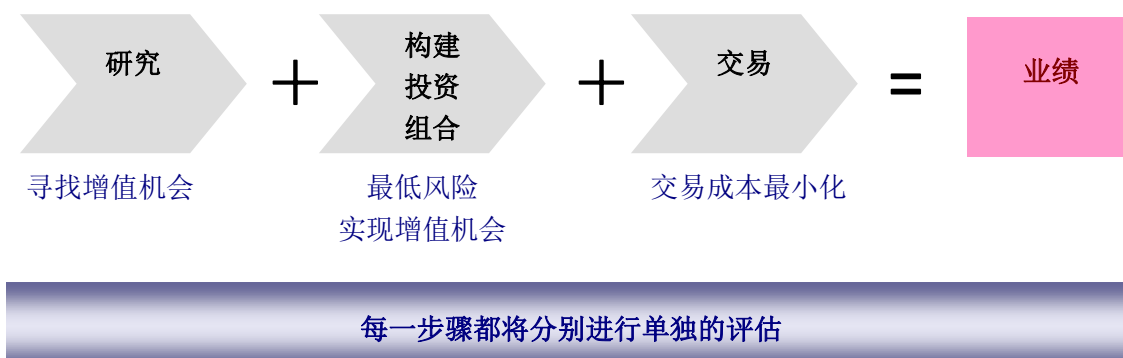 研究
+
构建
投资
组合
+
交易
=
业绩
寻找增值机会
最低风险
实现增值机会
交易成本最小化
每一步骤都将分别进行单独的评估